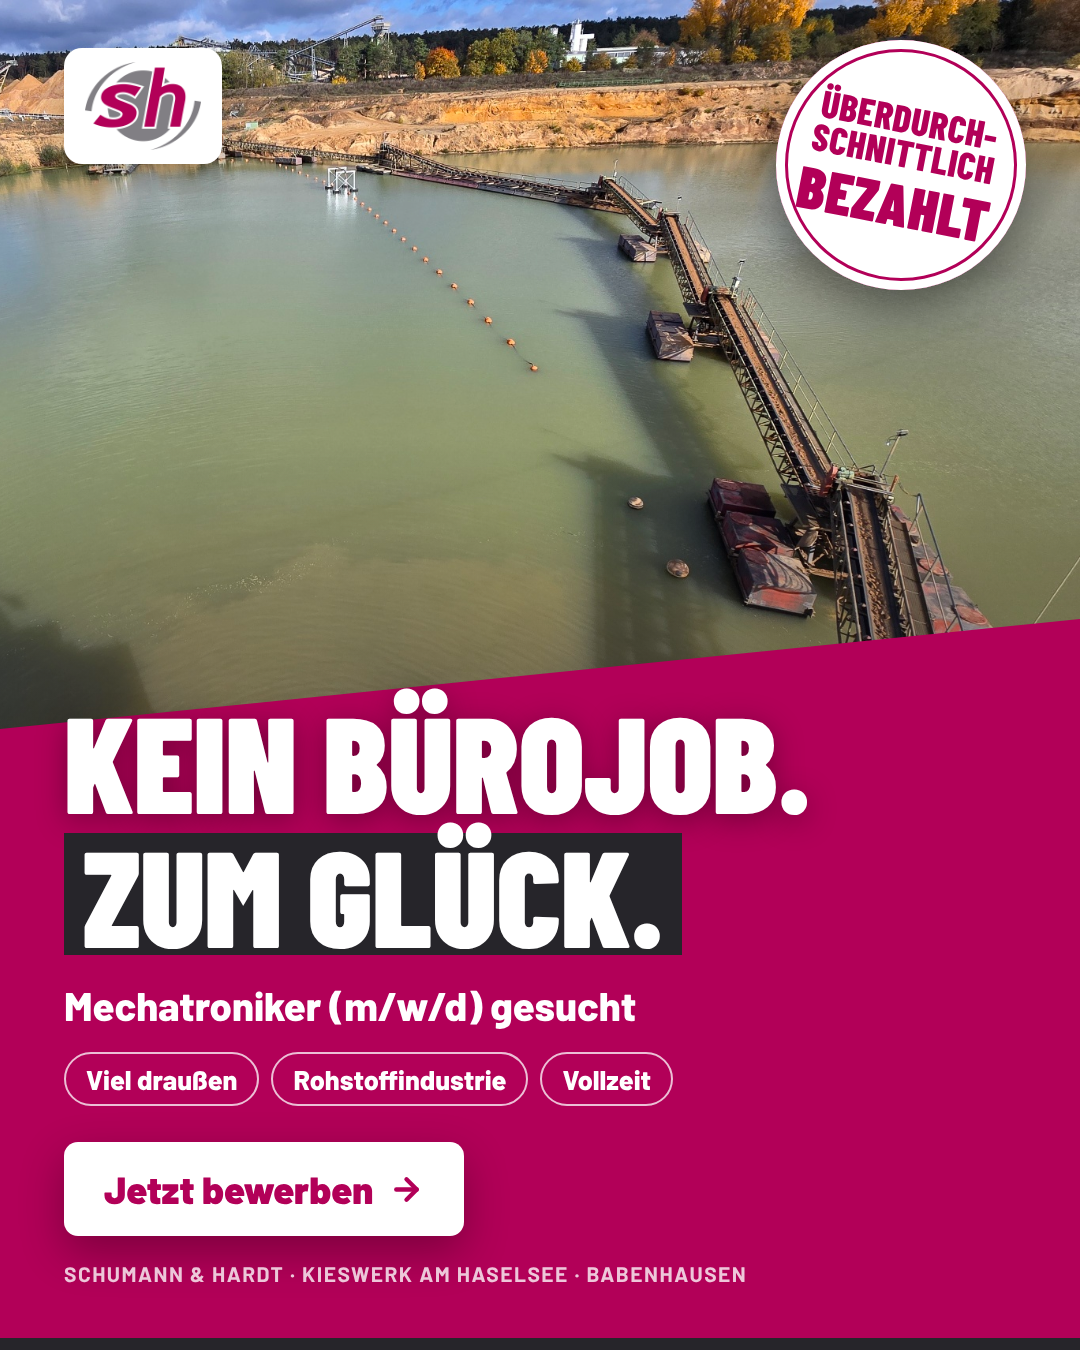 sh
ÜBERDURCH-
SCHNITTLICH
BEZAHLT
KEIN BÜROJOB.
ZUM GLÜCK.
Mechatroniker (m/w/d) gesucht
Viel draußen
Rohstoffindustrie
Vollzeit
Jetzt bewerben →
SCHUMANN & HARDT · KIESWERK AM HASELSEE · BABENHAUSEN